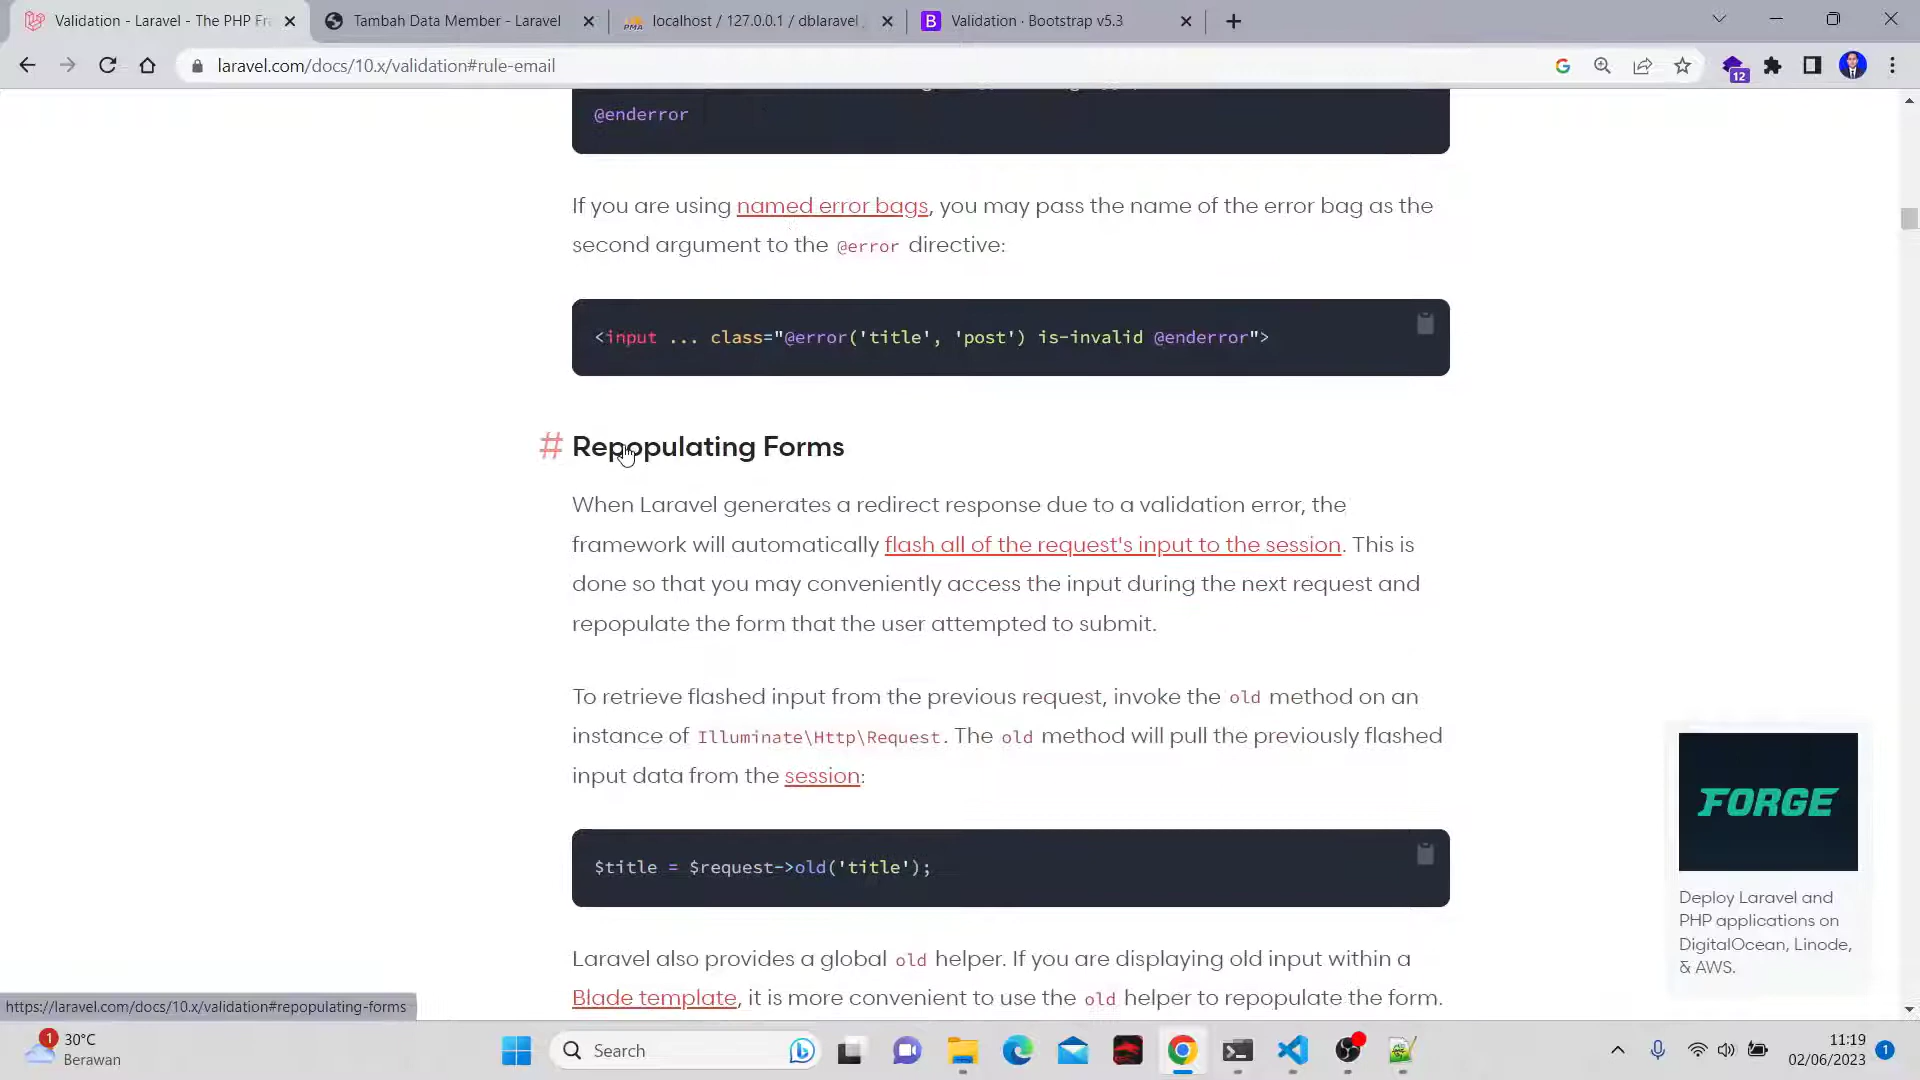 Validation - Laravel - The PHP Fr
Tambah Data Member - Laravel
PMA
localhost / 127.0.0.1 / dblaravel
B
Validation · Bootstrap v5.3
laravel.com/docs/10.x/validation#rule-email
12
@enderror
If you are using named error bags, you may pass the name of the error bag as the
second argument to the @error directive:
<input ... class="@error('title', 'post') is-invalid @enderror">
# Repopulating Forms
When Laravel generates a redirect response due to a validation error, the
framework will automatically flash all of the request's input to the session. This is
done so that you may conveniently access the input during the next request and
repopulate the form that the user attempted to submit.
To retrieve flashed input from the previous request, invoke the old method on an
instance of Illuminate\Http\Request. The old method will pull the previously flashed
input data from the session:
$title = $request->old('title');
Laravel also provides a global old helper. If you are displaying old input within a
Blade template, it is more convenient to use the old helper to repopulate the form.
FORGE
Deploy Laravel and
PHP applications on
DigitalOcean, Linode,
& AWS.
https://laravel.com/docs/10.x/validation#repopulating-forms
1
30°C
Berawan
Search
11:19
02/06/2023
1